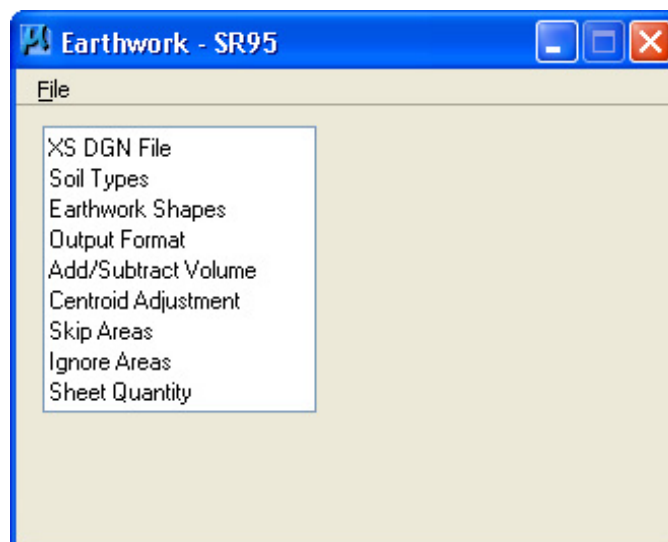 Earthwork - SR95
File
XS DGN File
Soil Types
Earthwork Shapes
Output Format
Add/Subtract Volume
Centroid Adjustment
Skip Areas
Ignore Areas
Sheet Quantity